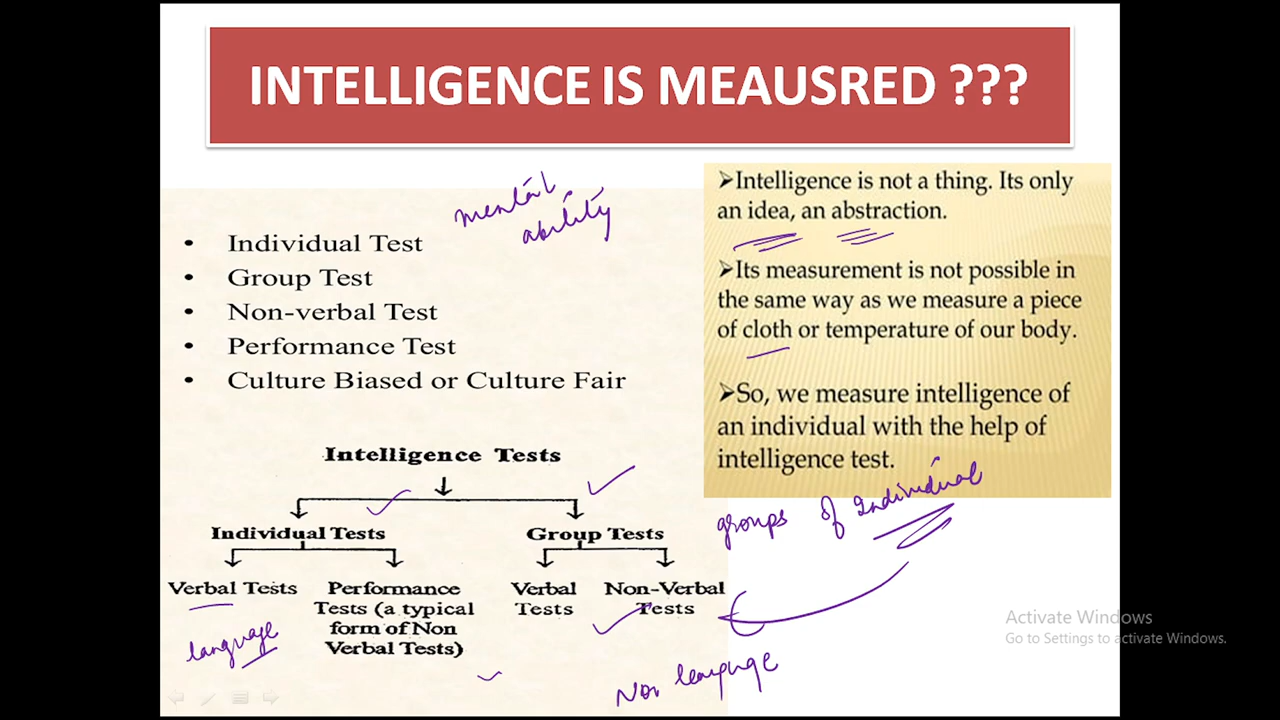 INTELLIGENCE IS MEAUSRED ???
mental
ability
• Individual Test
• Group Test
• Non-verbal Test
• Performance Test
• Culture Biased or Culture Fair
➢Intelligence is not a thing. Its only
an idea, an abstraction.
➢Its measurement is not possible in
the same way as we measure a piece
of cloth or temperature of our body.
➢So, we measure intelligence of
an individual with the help of
intelligence test.
groups of individual
Intelligence Tests
Individual Tests
Group Tests
Verbal Tests
Performance
Tests (a typical
form of Non
Verbal Tests)
Verbal
Tests
Non-Verbal
Tests
language
Non language
Activate Windows
Go to Settings to activate Windows.